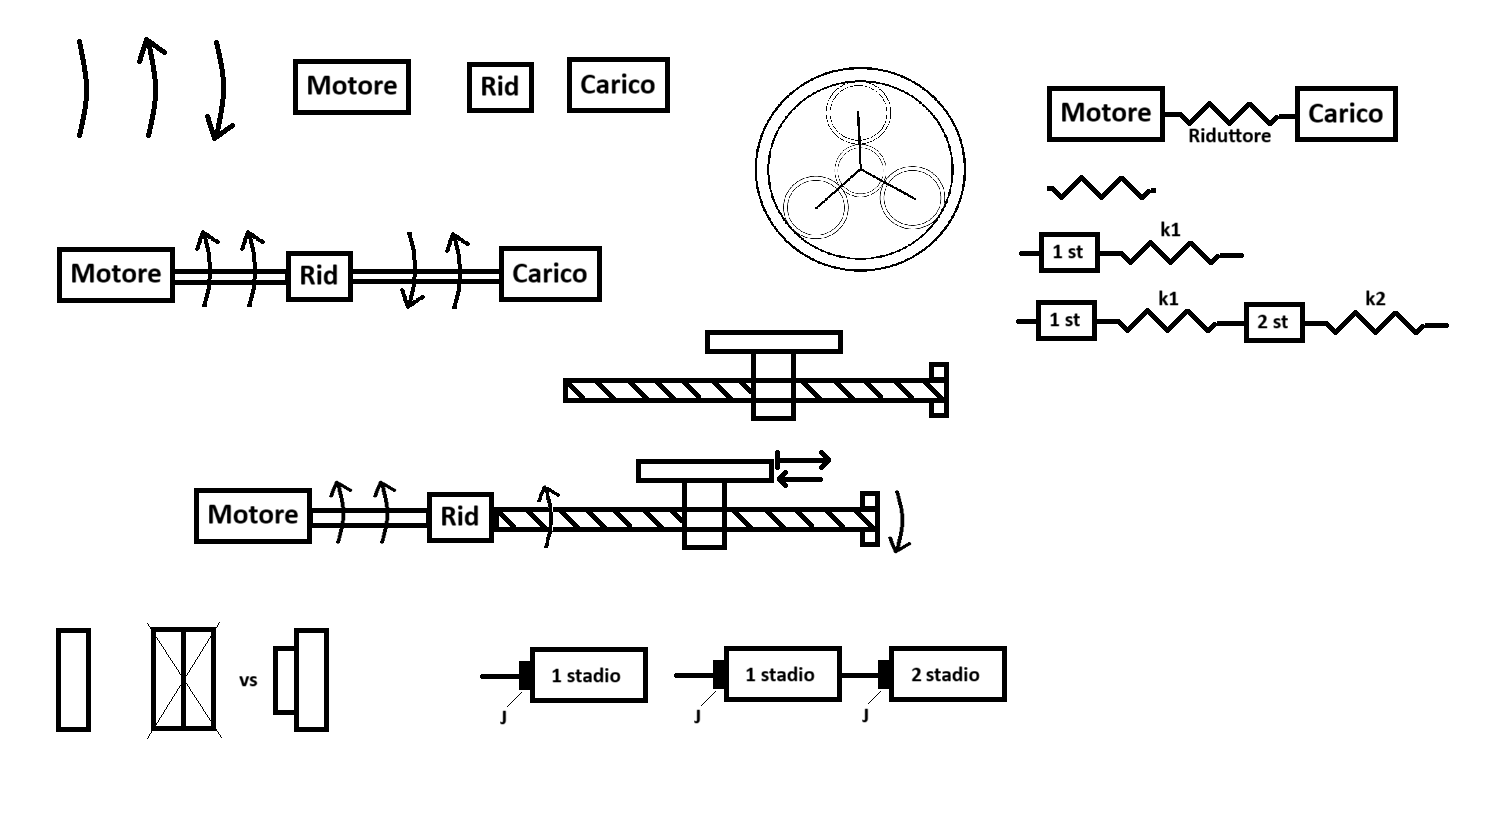 Motore
Rid
Carico
Motore
Riduttore
Carico
k1
1 st
Motore
Rid
Carico
k1
k2
1 st
2 st
Motore
Rid
vs
1 stadio
J
1 stadio
2 stadio
J
J